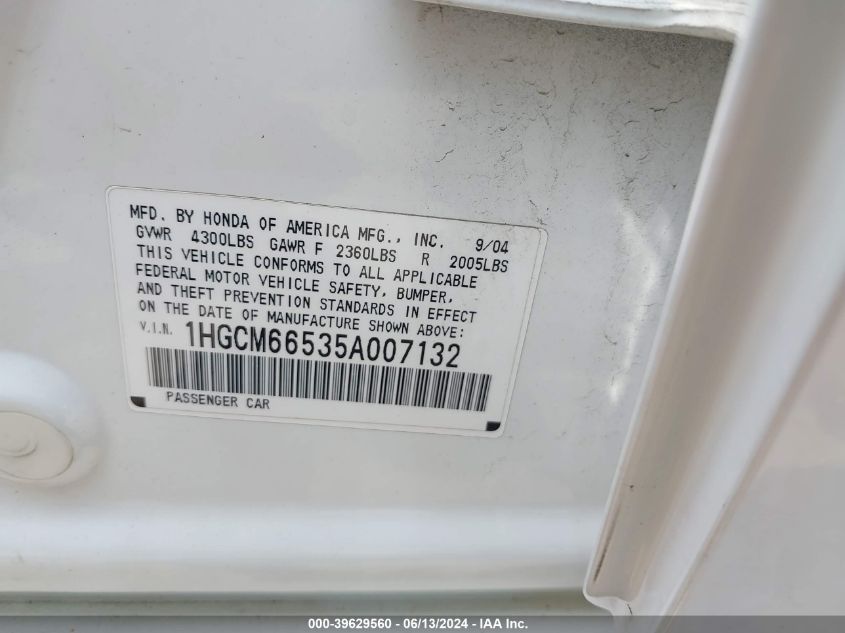 MFD. BY HONDA OF AMERICA MFG., INC. 9/04
GVWR 4300LBS GAWR F 2360LBS R 2005LBS
THIS VEHICLE CONFORMS TO ALL APPLICABLE
FEDERAL MOTOR VEHICLE SAFETY, BUMPER,
AND THEFT PREVENTION STANDARDS IN EFFECT
ON THE DATE OF MANUFACTURE SHOWN ABOVE:
V.I.N. 1HGCM66535A007132
PASSENGER CAR
000-39629560 - 06/13/2024 - IAA Inc.